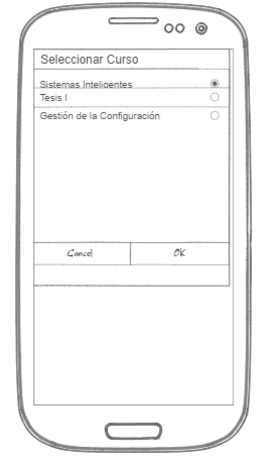 Seleccionar Curso
Sistemas Inteligentes
Tesis I
Gestión de la Configuración
Cancel OK